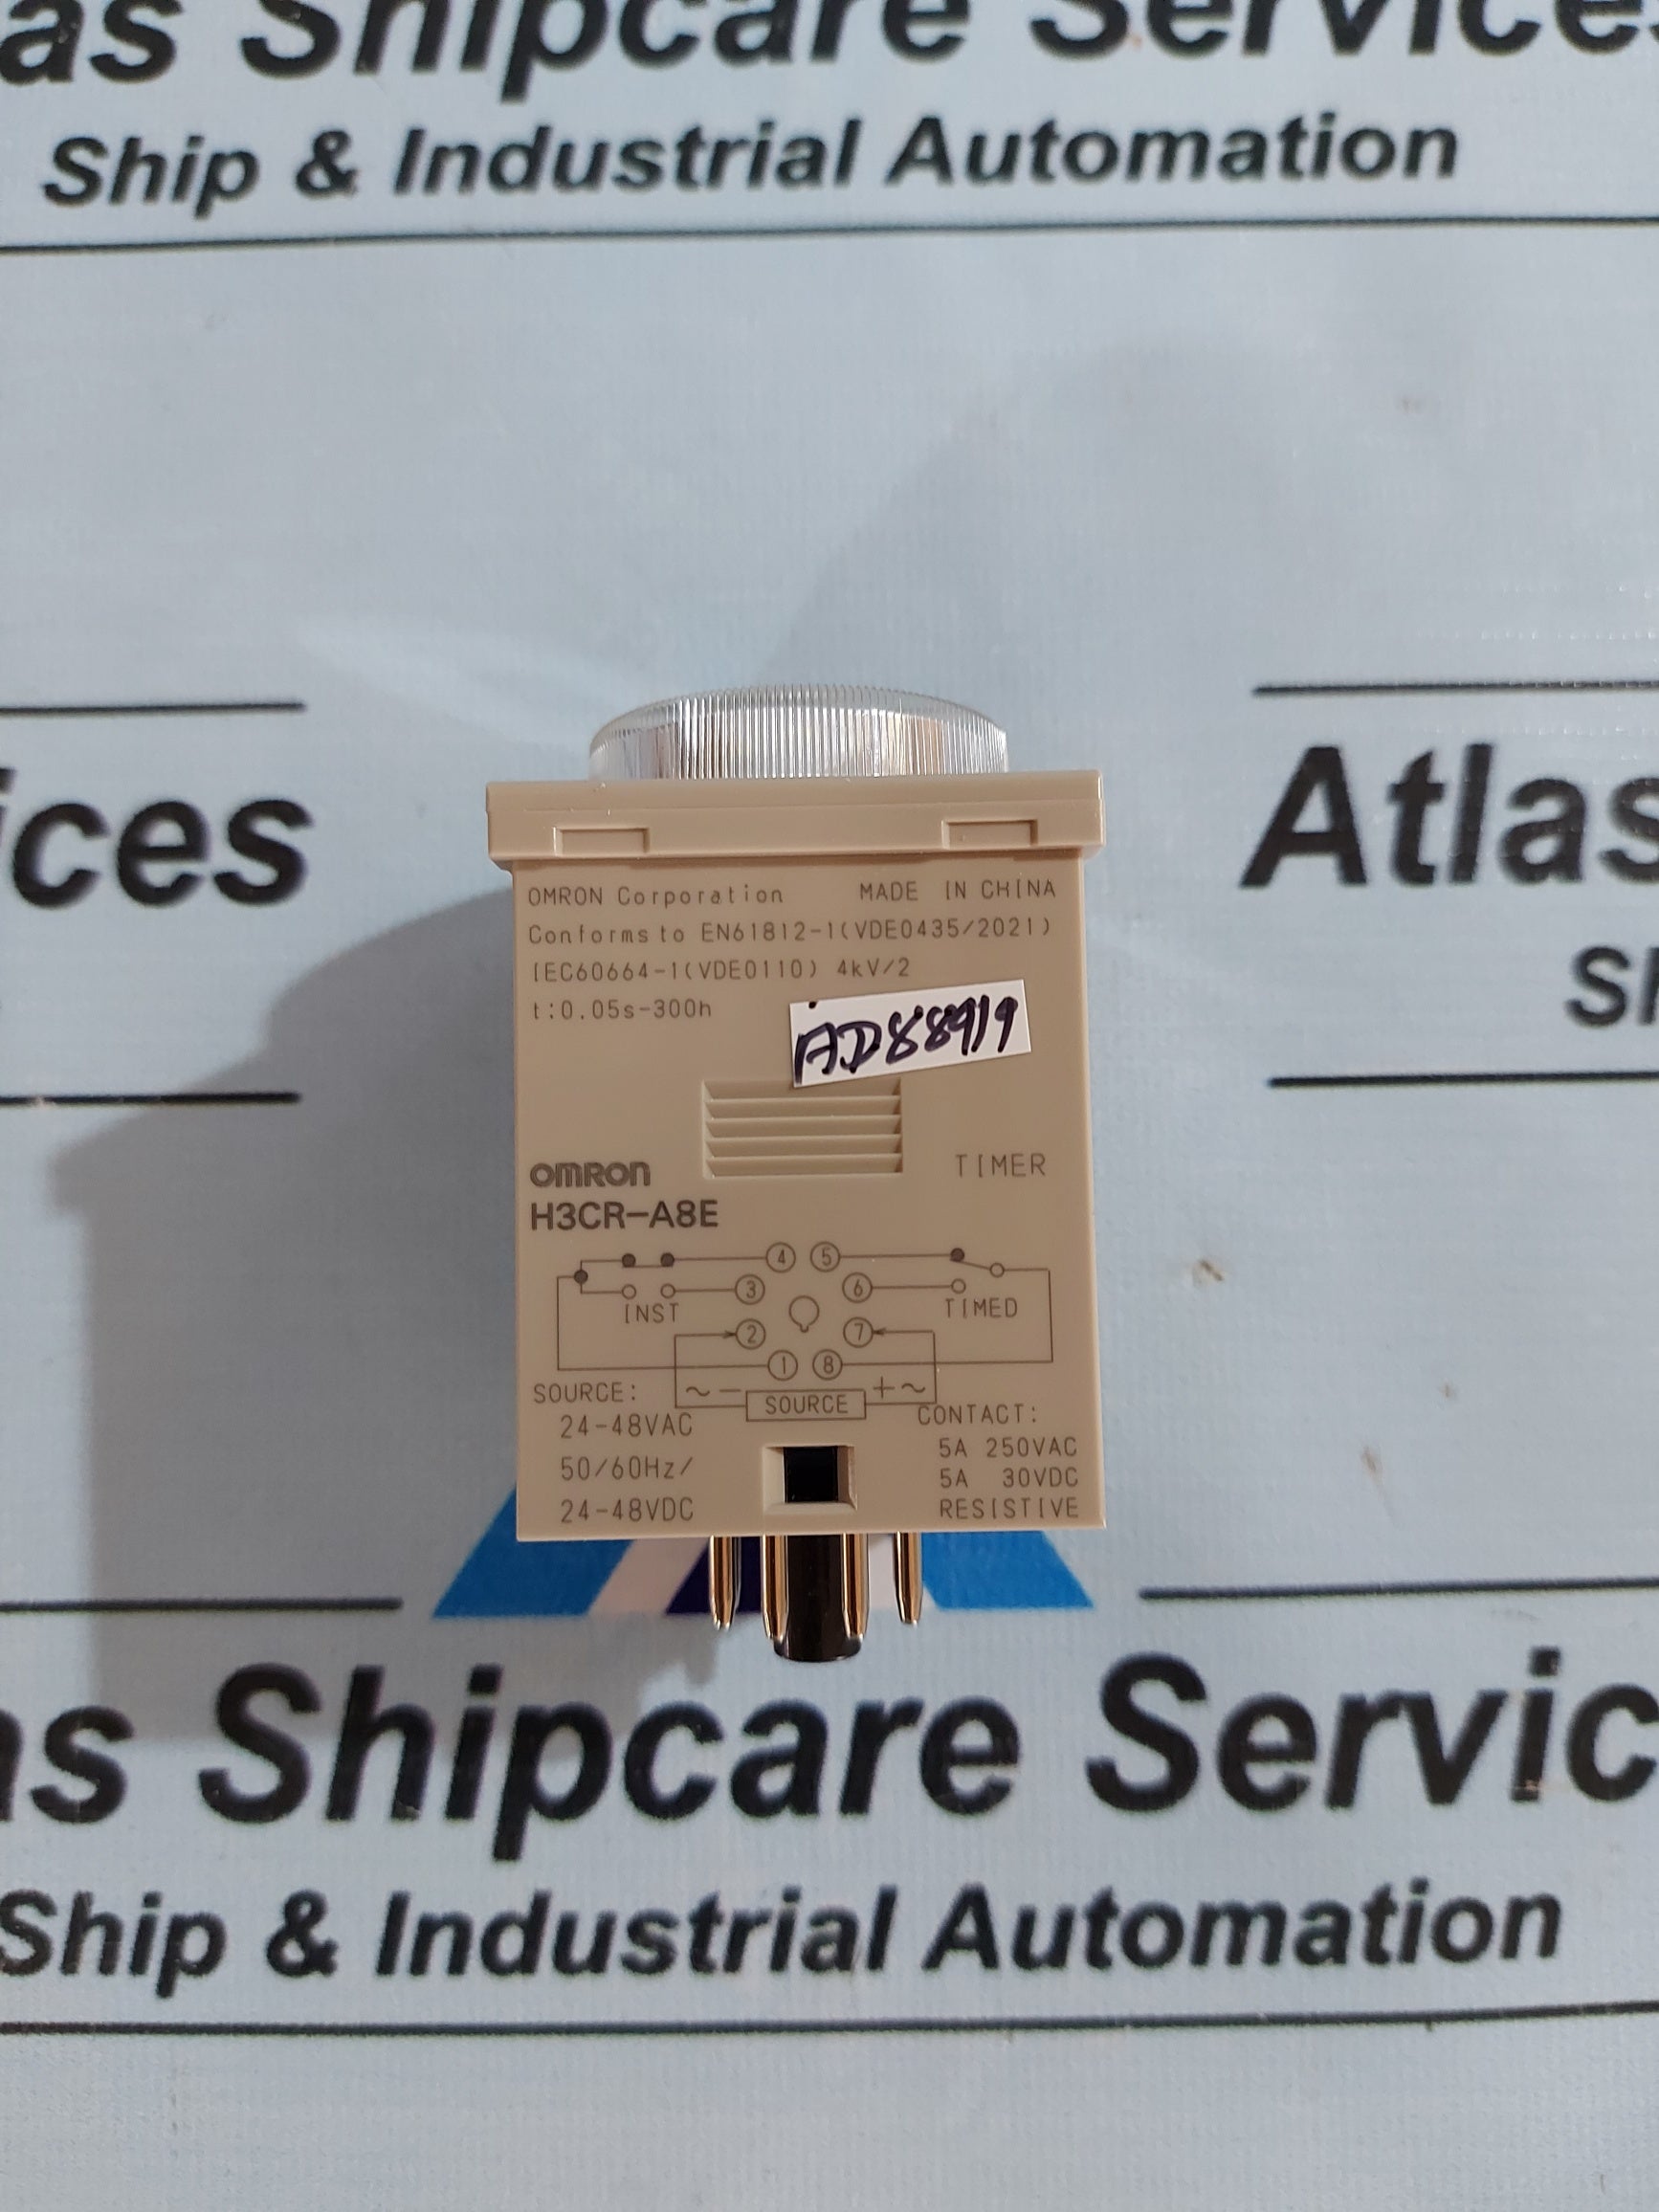 as Shipcare Services
Ship & Industrial Automation
ices
Atlas
OMRON Corporation MADE IN CHINA
Conforms to EN61812-1(VDE0435/2021)
IEC60664-1(VDE0110) 4kV/2
t:0.05s-300h
AD88919
OMRON TIMER
H3CR-A8E
4 5
3 6
INST TIMED
2 7
1 8
SOURCE: ~ − SOURCE + ~
CONTACT:
24-48VAC
5A 250VAC
50/60Hz/
5A 30VDC
24-48VDC
RESISTIVE
as Shipcare Servic
Ship & Industrial Automation